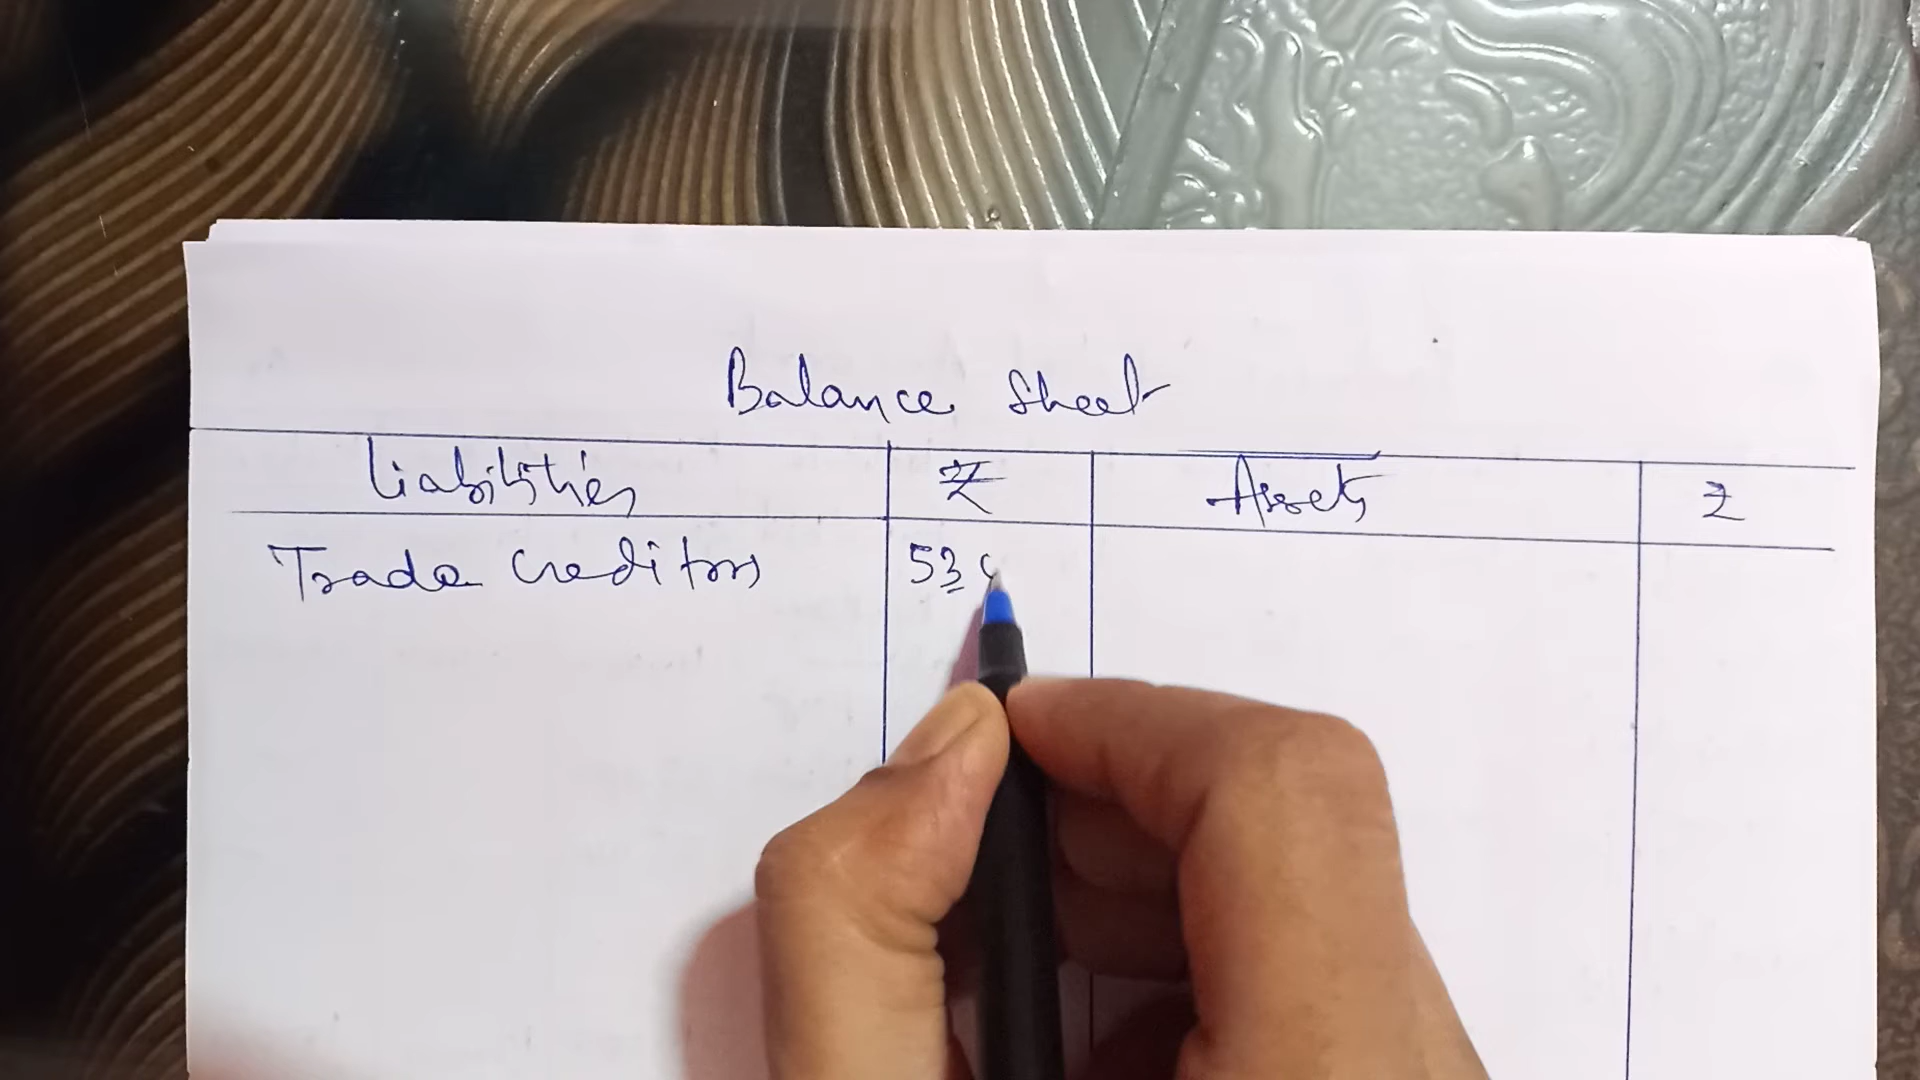 Balance Sheet
Liabilities ₹ Assets ₹
Trade Creditors 53